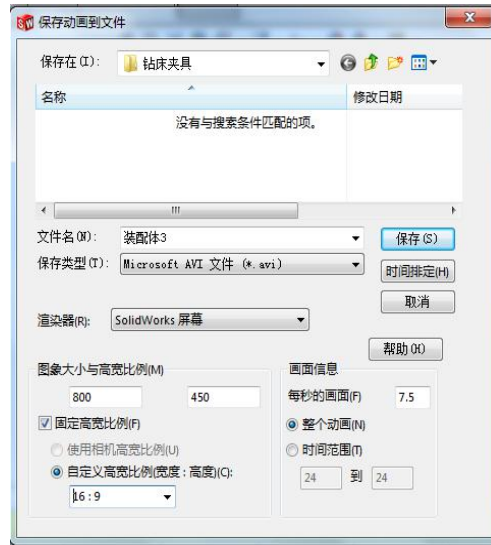 保存动画到文件
保存在(I): 钻床夹具
名称 修改日期
没有与搜索条件匹配的项。
文件名(N): 装配体3 保存(S)
保存类型(T): Microsoft AVI 文件 (*.avi) 时间排定(H)
取消
渲染器(R): SolidWorks 屏幕
帮助(H)
图象大小与高宽比例(M) 画面信息
800 450 每秒的画面(F) 7.5
固定高宽比例(F) 整个动画(N)
使用相机高宽比例(U) 时间范围(T)
自定义高宽比例(宽度:高度)(C): 24 到 24
16:9